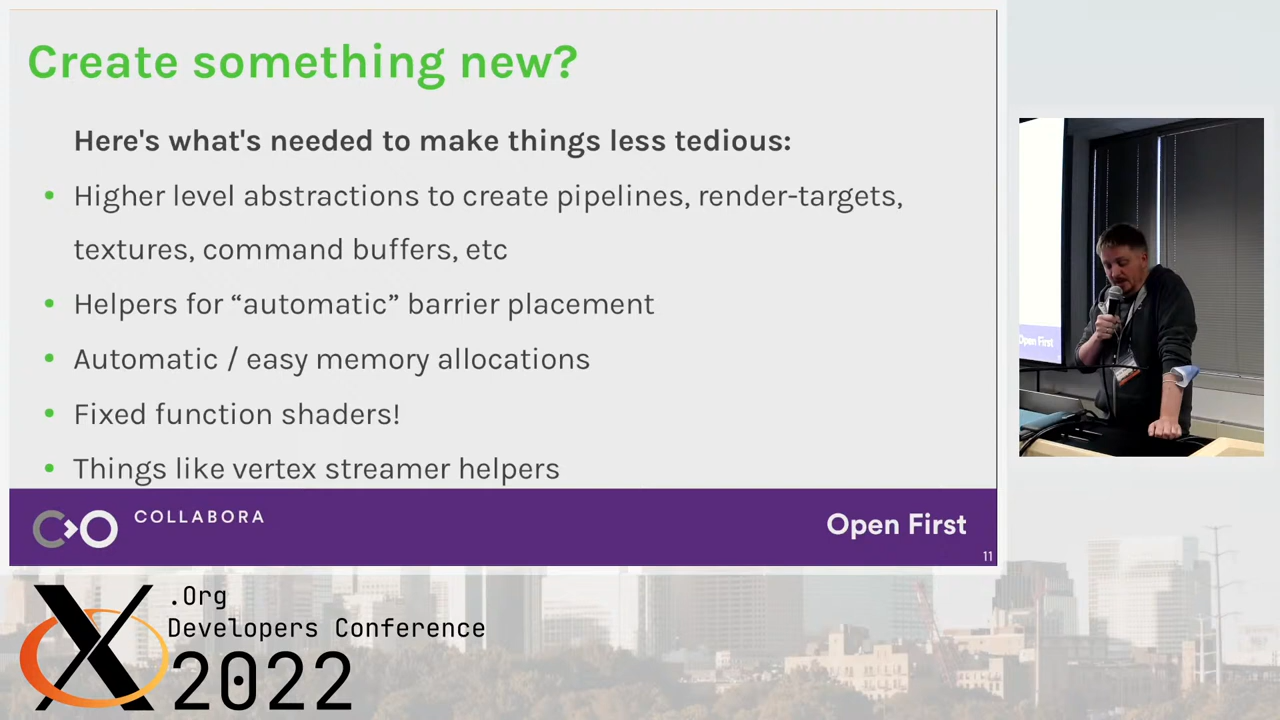 Create something new?
Here's what's needed to make things less tedious:
• Higher level abstractions to create pipelines, render-targets,
textures, command buffers, etc
• Helpers for “automatic” barrier placement
• Automatic / easy memory allocations
• Fixed function shaders!
• Things like vertex streamer helpers
COLLABORA
Open First
11
Open First
X.Org
Developers Conference
2022